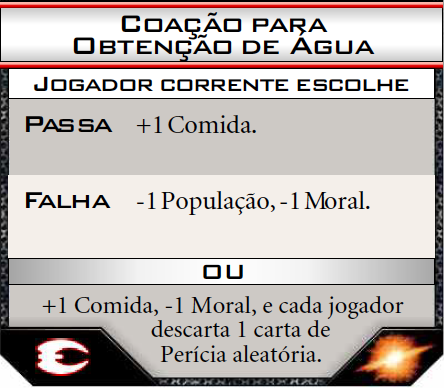 Coação para
Obtenção de Água
Jogador corrente escolhe
Passa +1 Comida.
Falha -1 População, -1 Moral.
OU
+1 Comida, -1 Moral, e cada jogador
descarta 1 carta de
Perícia aleatória.